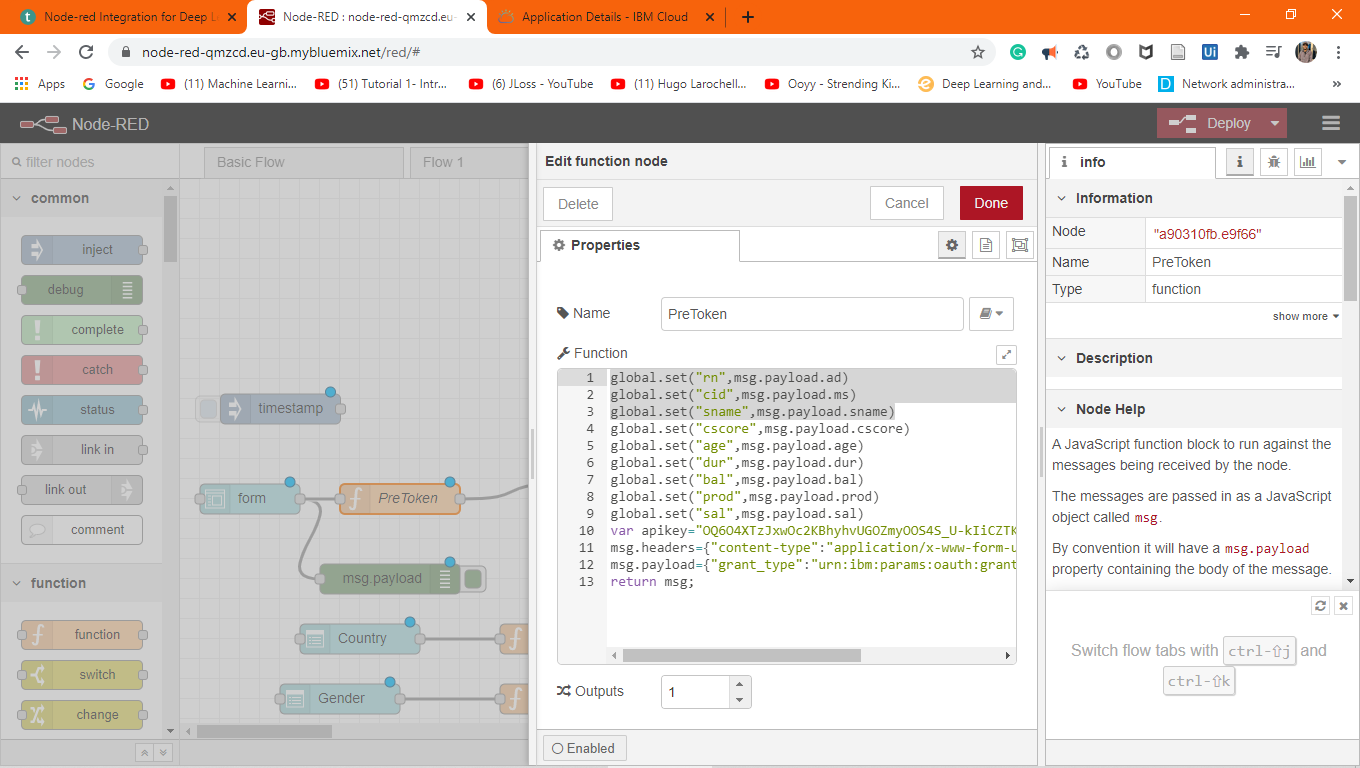 Node-red Integration for Deep L
Node-RED : node-red-qmzcd.eu-
Application Details - IBM Cloud
node-red-qmzcd.eu-gb.mybluemix.net/red/#
Apps
Google
(11) Machine Learni...
(51) Tutorial 1- Intr...
(6) JLoss - YouTube
(11) Hugo Larochell...
Ooyy - Strending Ki...
Deep Learning and...
YouTube
Network administra...
Node-RED
Deploy
filter nodes
common
inject
debug
complete
catch
status
link in
link out
comment
function
function
switch
change
Basic Flow
Flow 1
timestamp
form
PreToken
msg.payload
Country
Gender
Edit function node
Delete
Cancel
Done
Properties
Name
PreToken
Function
1 global.set("rn",msg.payload.ad)
2 global.set("cid",msg.payload.ms)
3 global.set("sname",msg.payload.sname)
4 global.set("cscore",msg.payload.cscore)
5 global.set("age",msg.payload.age)
6 global.set("dur",msg.payload.dur)
7 global.set("bal",msg.payload.bal)
8 global.set("prod",msg.payload.prod)
9 global.set("sal",msg.payload.sal)
10 var apikey="OQ6O4XTzJxwOc2KBhyhvUGOZmyOOS4S_U-kIiCZTK
11 msg.headers={"content-type":"application/x-www-form-u
12 msg.payload={"grant_type":"urn:ibm:params:oauth:grant
13 return msg;
Outputs
1
Enabled
info
Information
Node "a90310fb.e9f66"
Name PreToken
Type function
show more
Description
Node Help
A JavaScript function block to run against the
messages being received by the node.
The messages are passed in as a JavaScript
object called msg.
By convention it will have a msg.payload
property containing the body of the message.
Switch flow tabs with ctrl-⇧j and
ctrl-⇧k